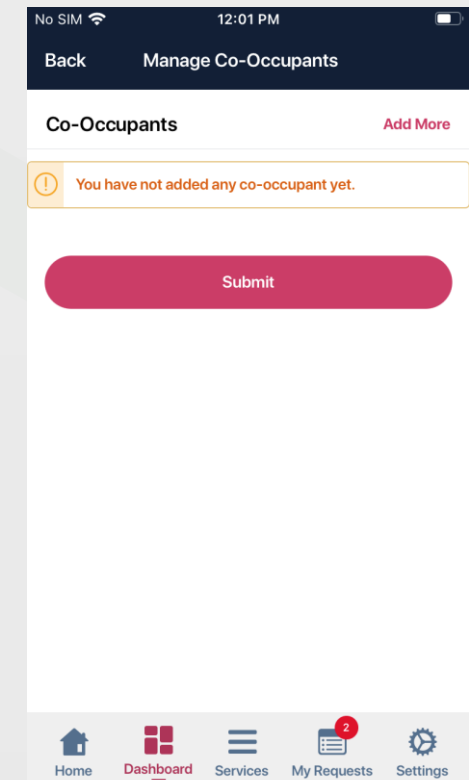 No SIM 12:01 PM
Back Manage Co-Occupants
Co-Occupants Add More
You have not added any co-occupant yet.
Submit
2
Home Dashboard Services My Requests Settings